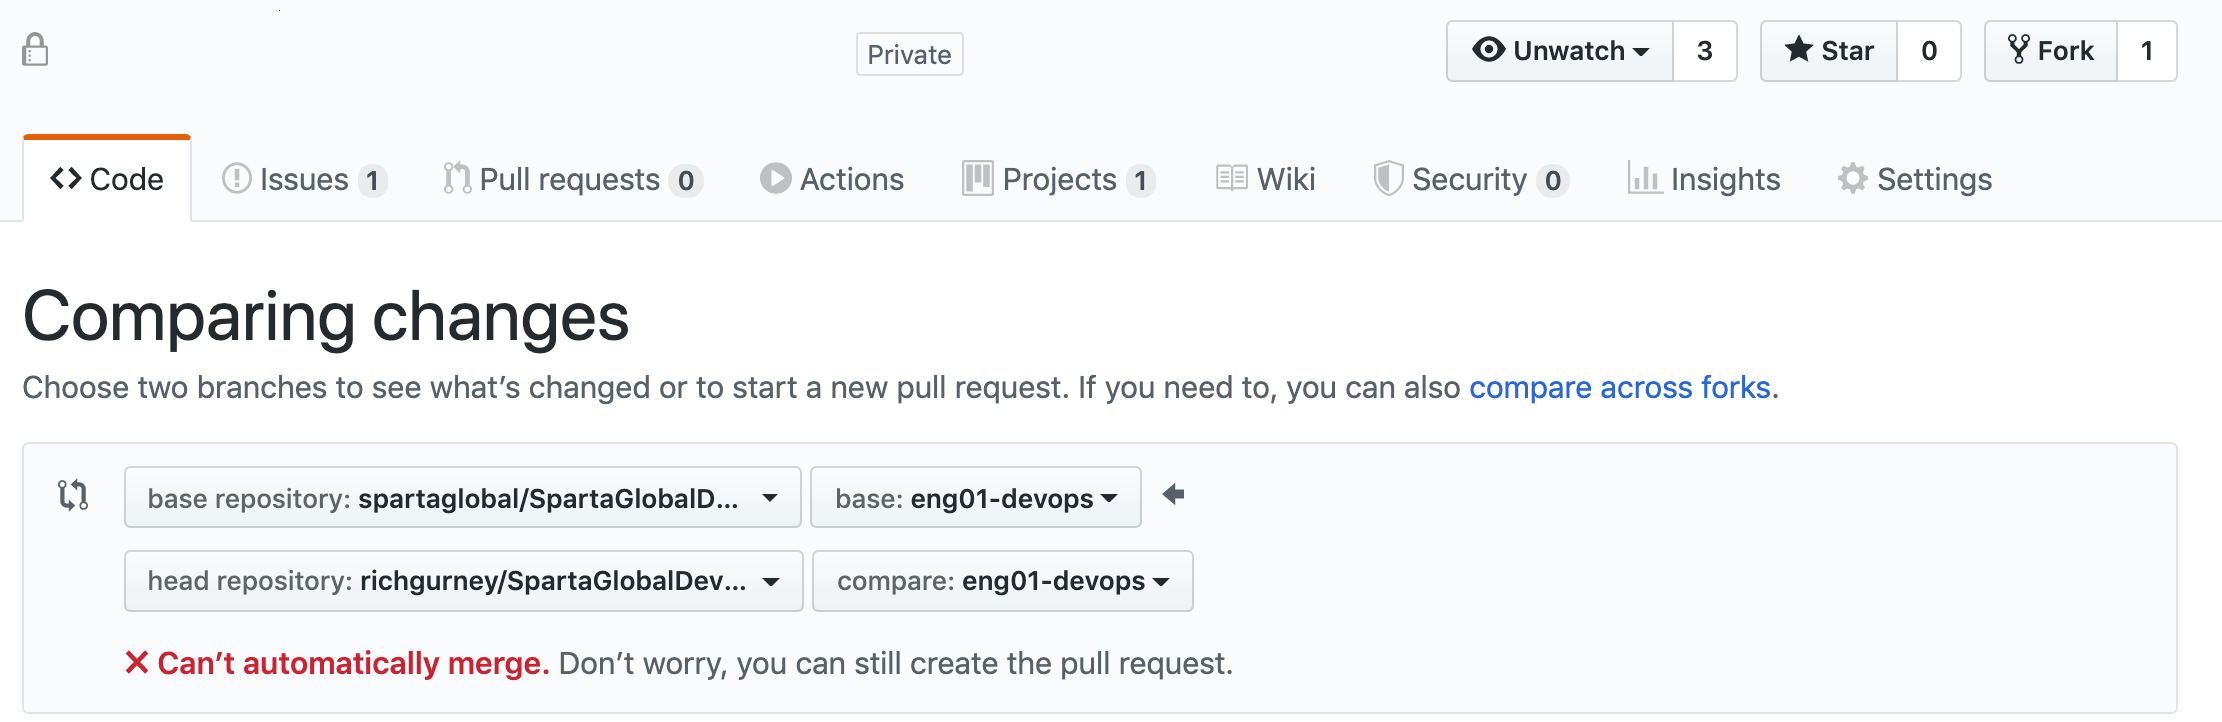 Private
Unwatch 3
Star 0
Fork 1
Code
Issues 1
Pull requests 0
Actions
Projects 1
Wiki
Security 0
Insights
Settings
Comparing changes
Choose two branches to see what’s changed or to start a new pull request. If you need to, you can also compare across forks.
base repository: spartaglobal/SpartaGlobalD... base: eng01-devops
head repository: richgurney/SpartaGlobalDev... compare: eng01-devops
Can’t automatically merge. Don’t worry, you can still create the pull request.